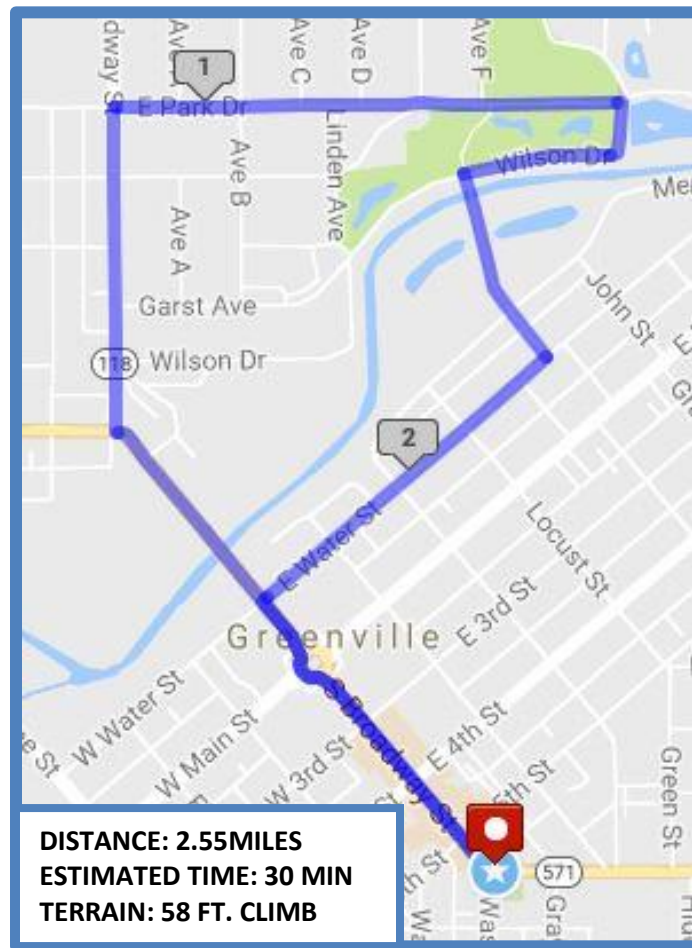 Ave C
Ave D
Ave F
1
E Park Dr
Linden Ave
Ave B
Wilson Dr
Ave A
Garst Ave
John St
118
Wilson Dr
2
E Water St
Locust St
E 3rd St
Greenville
W Water St
S Broadway St
E 4th St
W Main St
W 3rd St
5th St
Green St
571
DISTANCE: 2.55MILES
ESTIMATED TIME: 30 MIN
TERRAIN: 58 FT. CLIMB